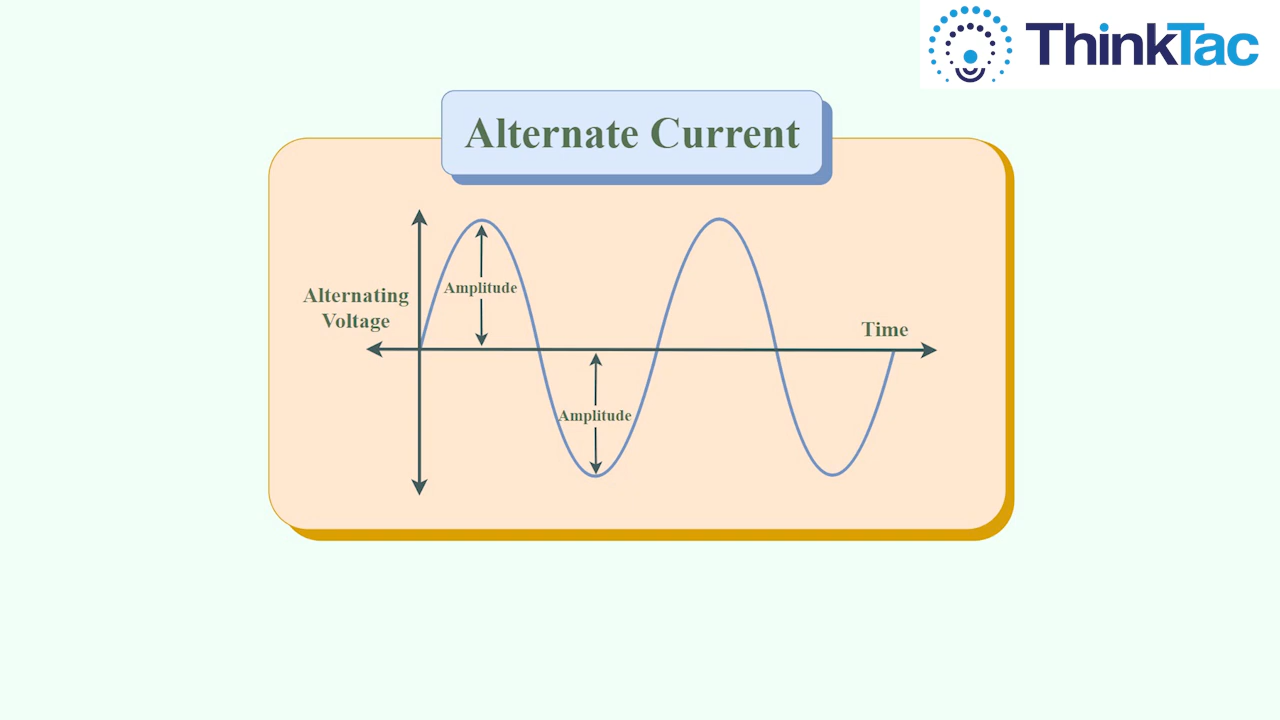 ThinkTac
Alternate Current
Alternating
Voltage
Amplitude
Time
Amplitude